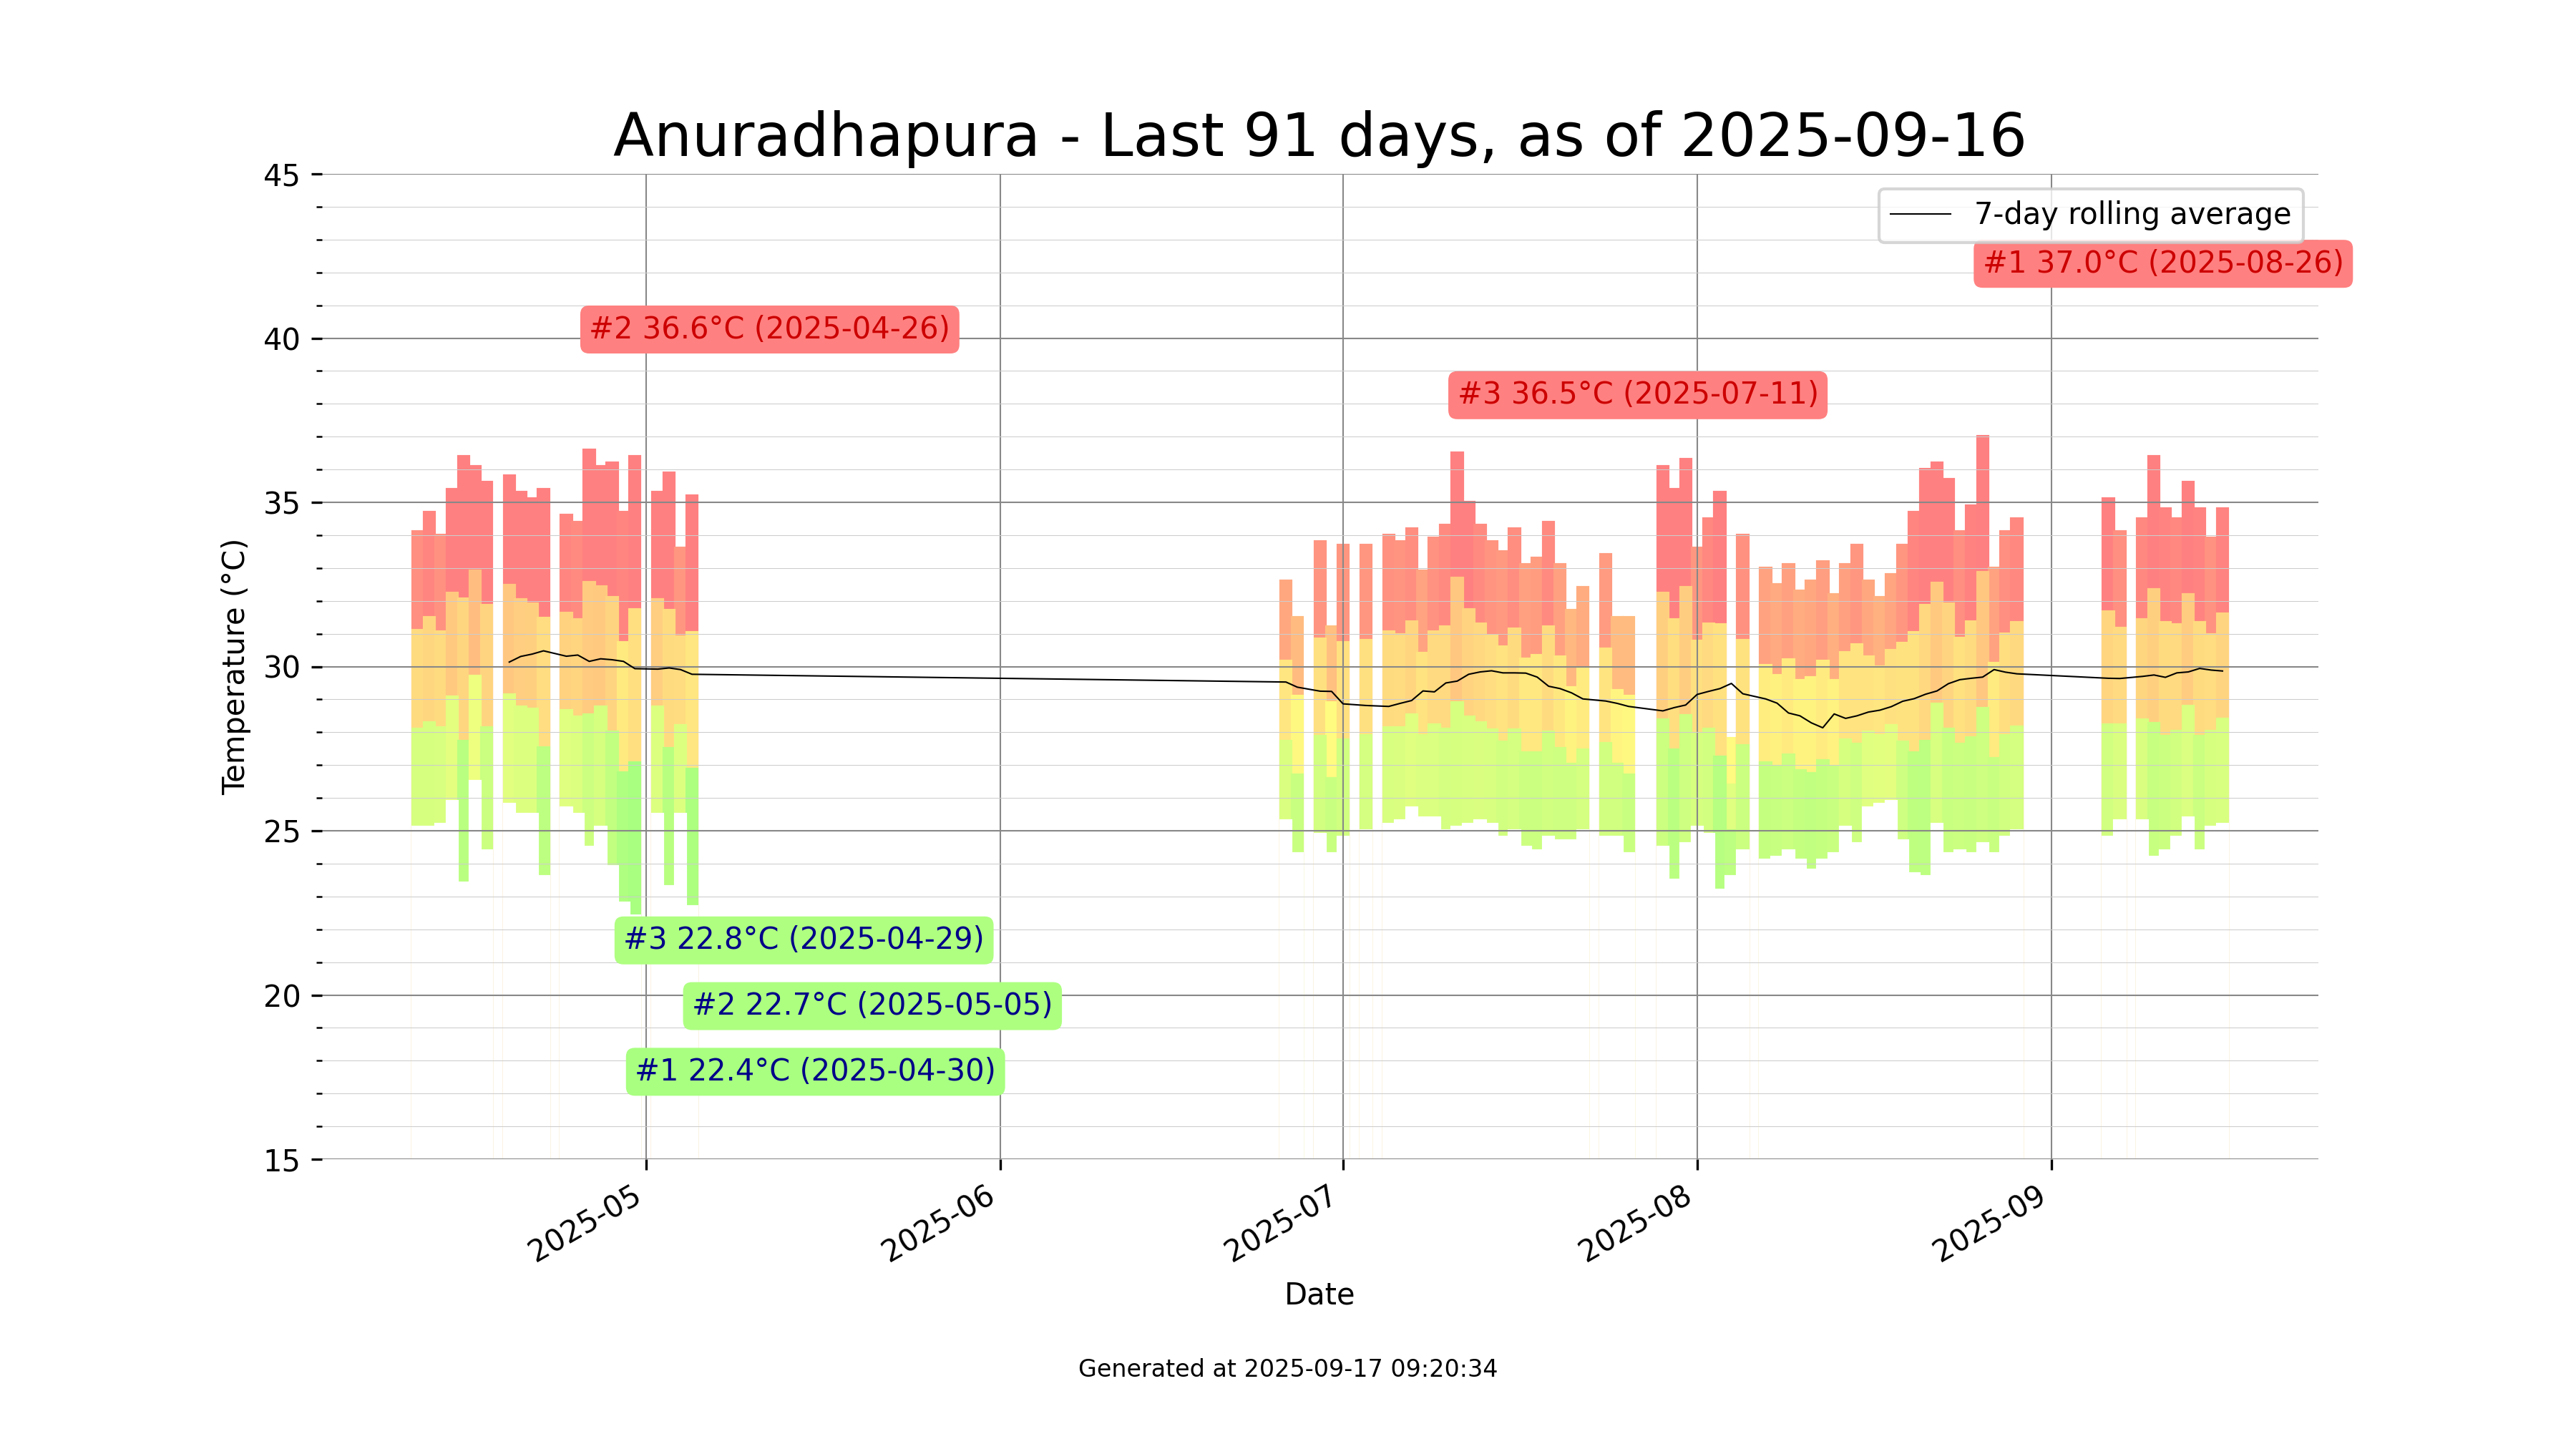 Anuradhapura - Last 91 days, as of 2025-09-16
7-day rolling average
#1 37.0°C (2025-08-26)
#2 36.6°C (2025-04-26)
#3 36.5°C (2025-07-11)
#3 22.8°C (2025-04-29)
#2 22.7°C (2025-05-05)
#1 22.4°C (2025-04-30)
Temperature (°C)
45
40
35
30
25
20
15
2025-05
2025-06
2025-07
2025-08
2025-09
Date
Generated at 2025-09-17 09:20:34